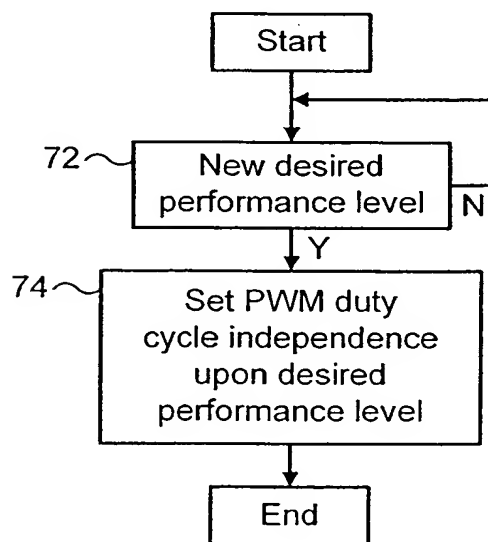 Start
72
New desired
performance level
N
Y
74
Set PWM duty
cycle independence
upon desired
performance level
End